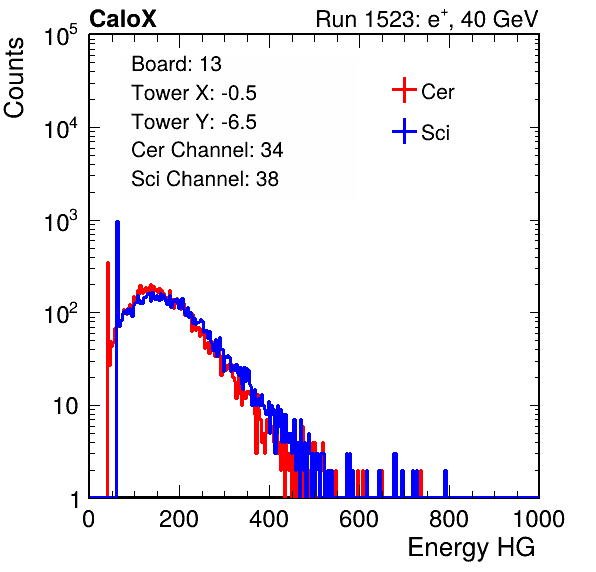 CaloX Run 1523: e⁺, 40 GeV
Counts
10⁵
10⁴
10³
10²
10
1
Board: 13
Tower X: -0.5
Tower Y: -6.5
Cer Channel: 34
Sci Channel: 38
Cer
Sci
0 200 400 600 800 1000
Energy HG